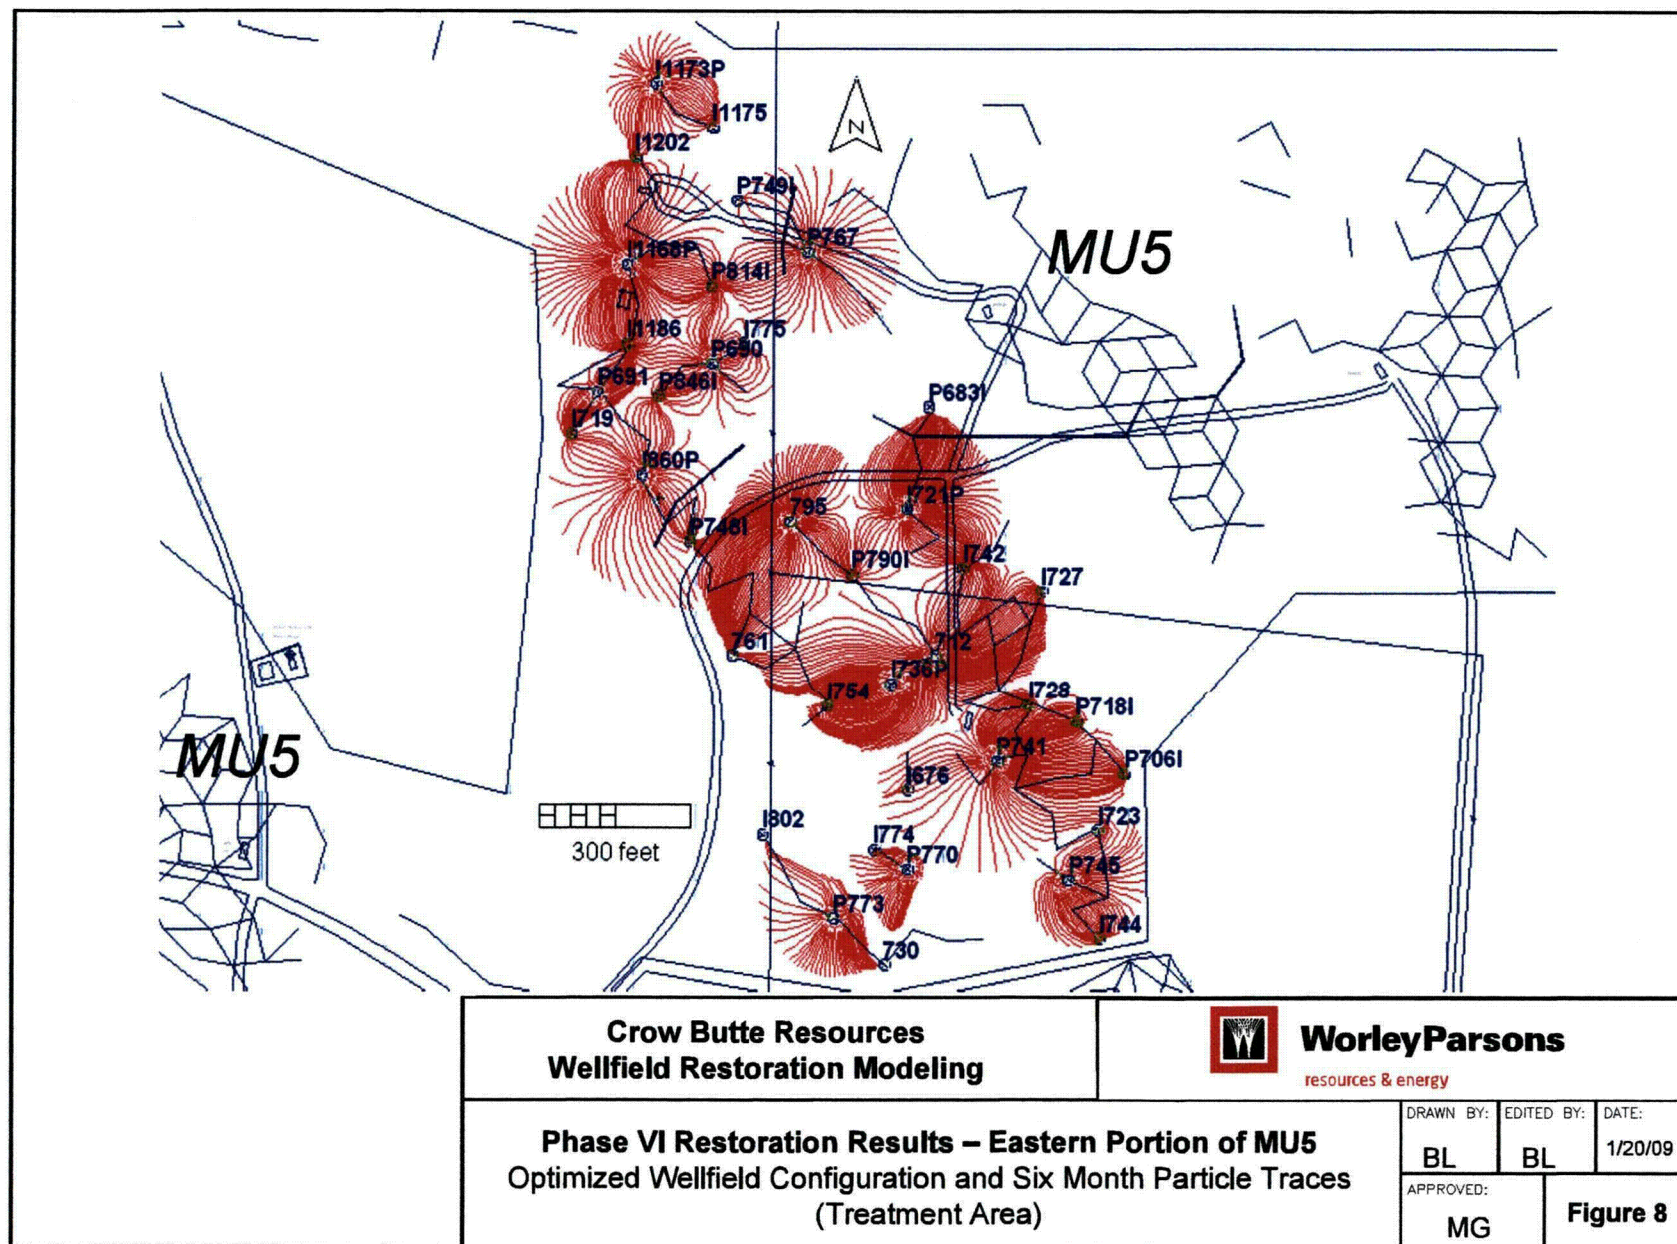 I1173P
I1175
I1202
P749I
P767
MU5
I1168P
P814I
I1186
I775
P690
P691
P846I
P683I
I719
I860P
I721P
795
P748I
P790I
I742
I727
761
712
I736P
I754
I728
P718I
MU5
P741
P706I
I676
I802
I723
300 feet
I774
P770
P745
P773
I744
730
N
Crow Butte Resources
Wellfield Restoration Modeling
WorleyParsons
resources & energy
Phase VI Restoration Results – Eastern Portion of MU5
Optimized Wellfield Configuration and Six Month Particle Traces
(Treatment Area)
DRAWN BY:
BL
EDITED BY:
BL
DATE:
1/20/09
APPROVED:
MG
Figure 8